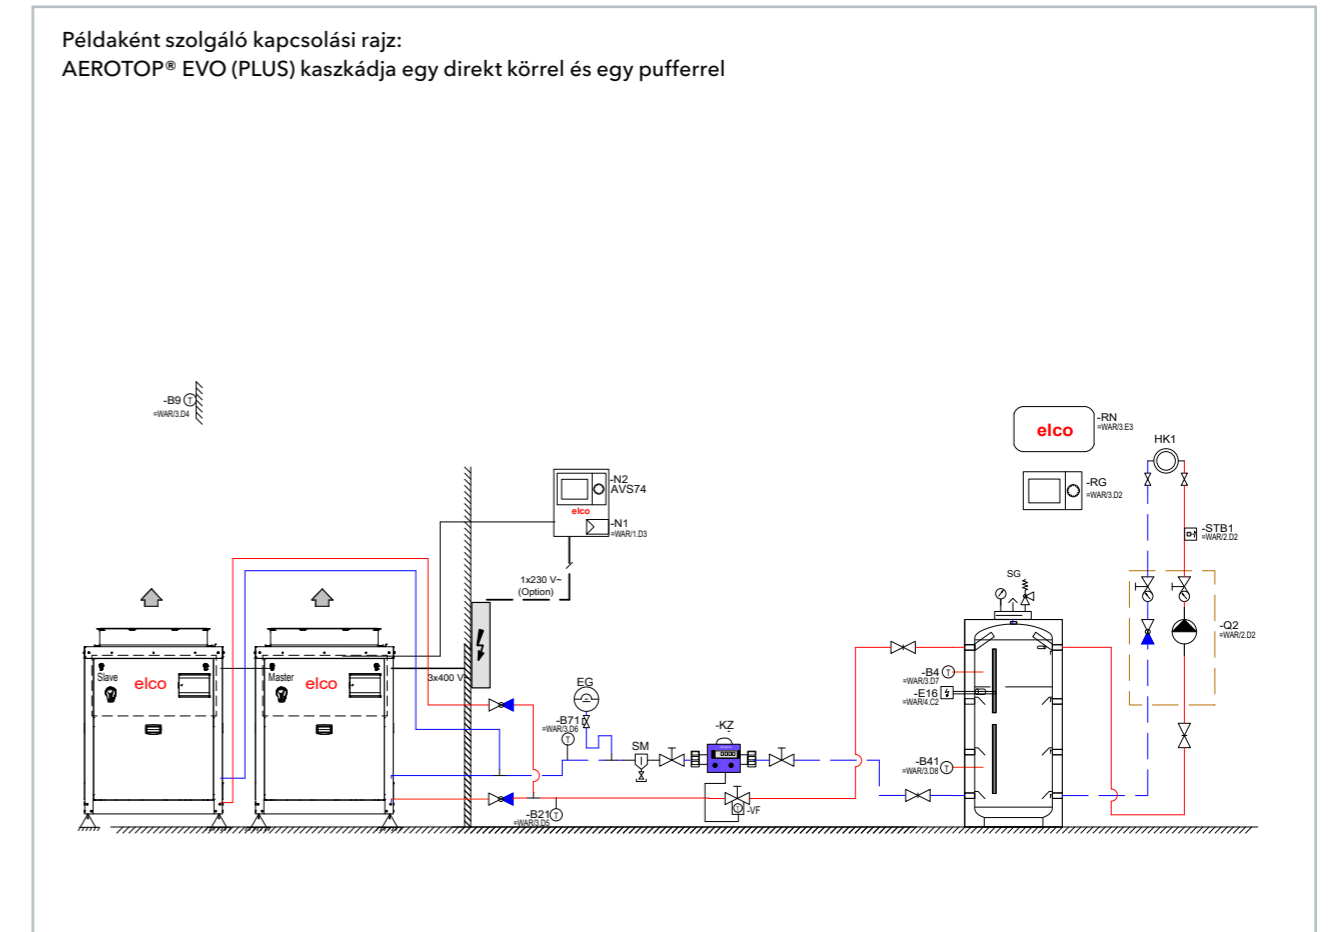 Példaként szolgáló kapcsolási rajz:
AEROTOP® EVO (PLUS) kaszkádja egy direkt körrel és egy pufferrel
-B9
T
=WAR/3.D4
-RN
=WAR/3.E3
elco
HK1
-N2
AVS74
elco
-N1
=WAR/1.D3
-RG
=WAR/3.D2
-STB1
=WAR/2.D2
1x230 V~
(Option)
SG
-Q2
=WAR/2.D2
Slave
elco
Master
elco
3x400 V
EG
-B4
T
=WAR/3.D7
-E16
=WAR/4.C2
-B71
=WAR/3.D6
T
SM
-KZ
-B41
T
=WAR/3.D8
-B21
T
=WAR/3.D5
T
-VF